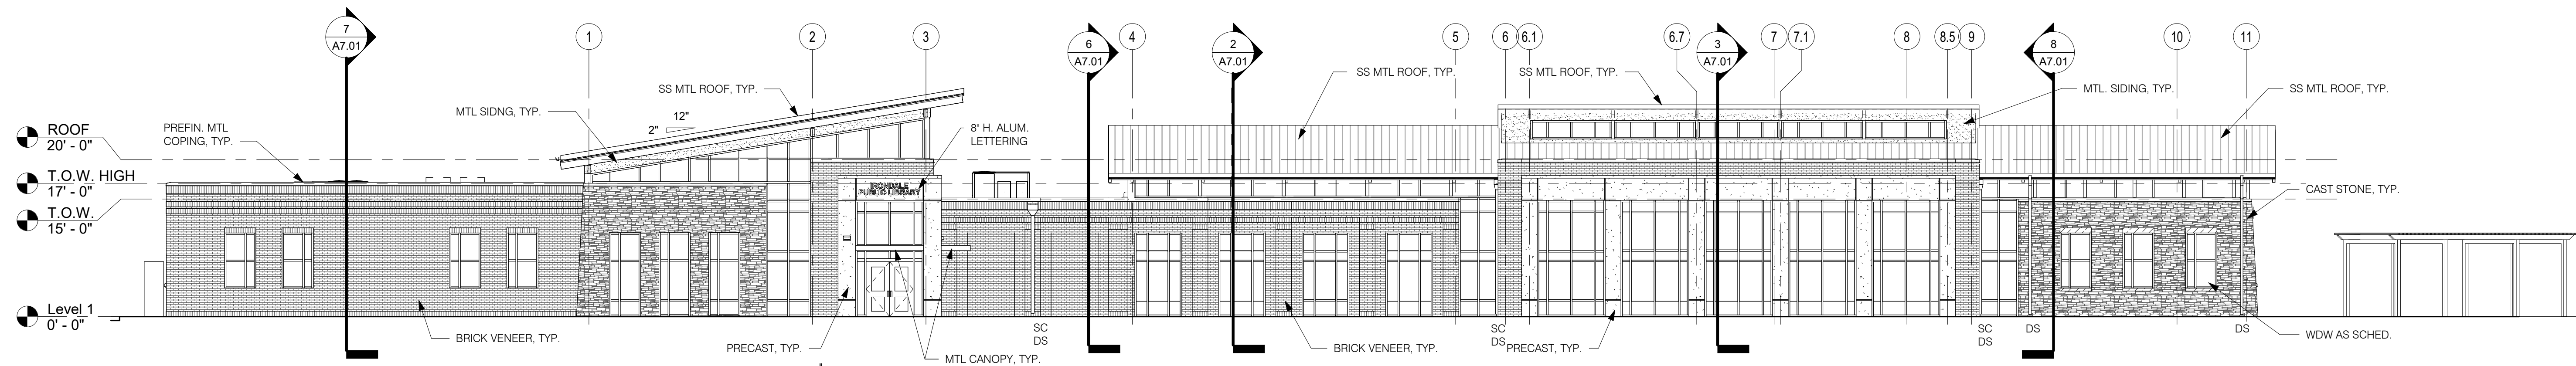 7
A7.01
1
2
3
6
A7.01
4
2
A7.01
5
6
6.1
6.7
3
A7.01
7
7.1
8
8.5
9
8
A7.01
10
11
SS MTL ROOF, TYP.
SS MTL ROOF, TYP.
SS MTL ROOF, TYP.
MTL. SIDING, TYP.
SS MTL ROOF, TYP.
MTL SIDNG, TYP.
12"
2"
ROOF
20' - 0"
PREFIN. MTL
COPING, TYP.
8" H. ALUM.
LETTERING
T.O.W. HIGH
17' - 0"
IRONDALE
PUBLIC LIBRARY
CAST STONE, TYP.
T.O.W.
15' - 0"
Level 1
0' - 0"
SC
DS
SC
DS
SC
DS
DS
DS
BRICK VENEER, TYP.
PRECAST, TYP.
MTL CANOPY, TYP.
BRICK VENEER, TYP.
PRECAST, TYP.
WDW AS SCHED.